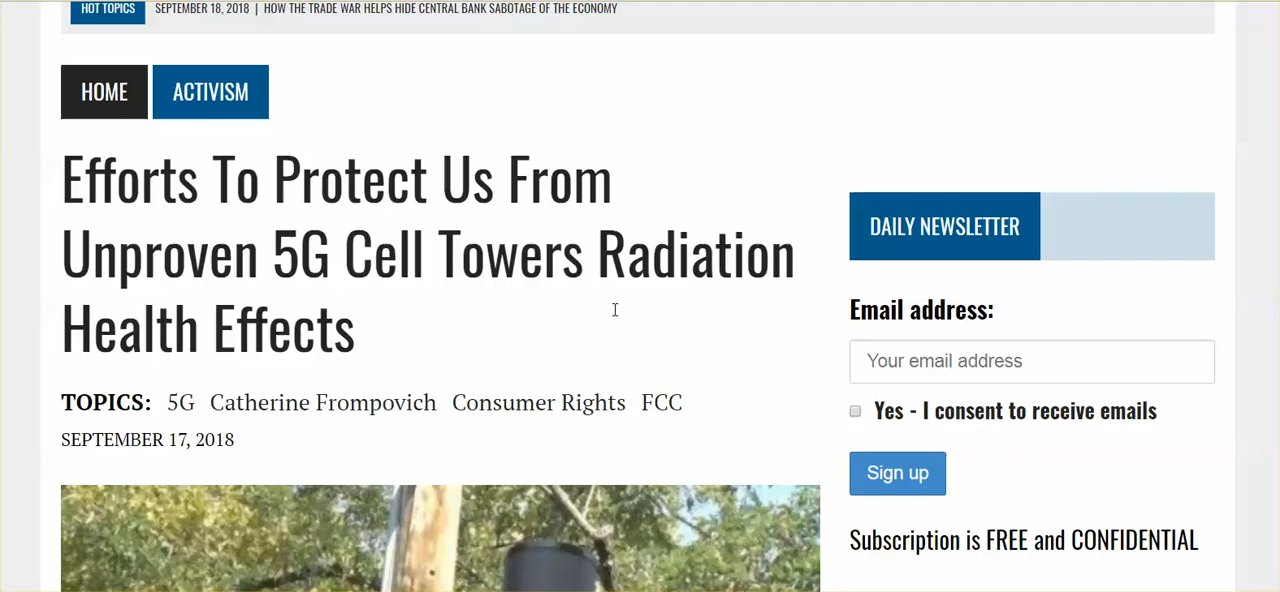 HOT TOPICS SEPTEMBER 18, 2018 | HOW THE TRADE WAR HELPS HIDE CENTRAL BANK SABOTAGE OF THE ECONOMY
HOME ACTIVISM
Efforts To Protect Us From
Unproven 5G Cell Towers Radiation
Health Effects
TOPICS: 5G Catherine Frompovich Consumer Rights FCC
SEPTEMBER 17, 2018
DAILY NEWSLETTER
Email address:
Your email address
Yes - I consent to receive emails
Sign up
Subscription is FREE and CONFIDENTIAL